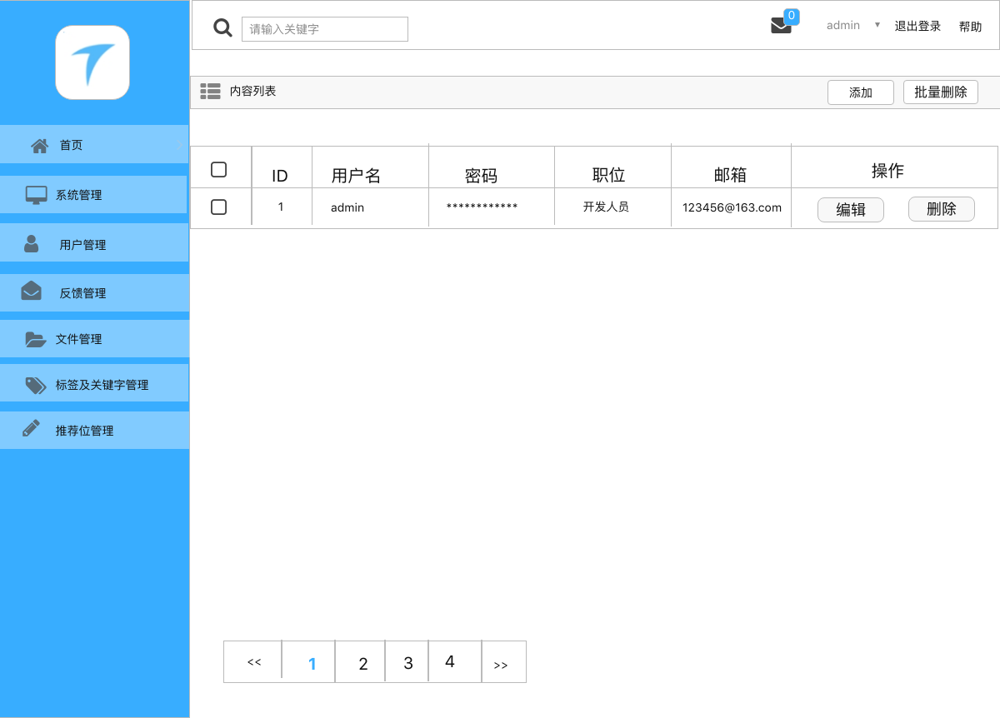 请输入关键字
0
admin ▼ 退出登录 帮助
内容列表 添加 批量删除
首页
系统管理
用户管理
反馈管理
文件管理
标签及关键字管理
推荐位管理
ID 用户名 密码 职位 邮箱 操作
1 admin ************ 开发人员 123456@163.com 编辑 删除
<< 1 2 3 4 >>